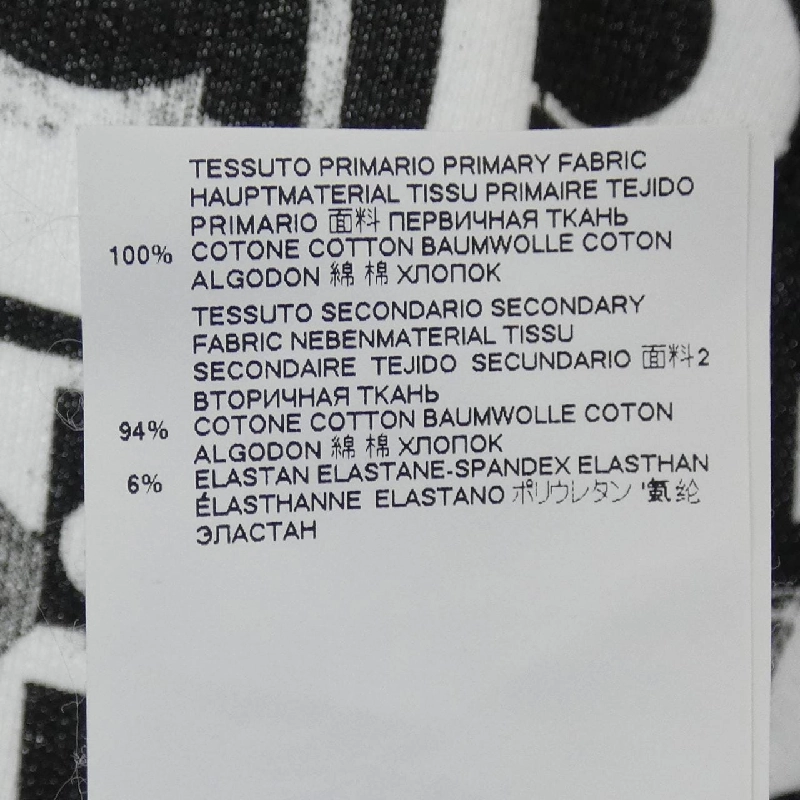 TESSUTO PRIMARIO PRIMARY FABRIC
HAUPTMATERIAL TISSU PRIMAIRE TEJIDO
PRIMARIO 面料 ПЕРВИЧНАЯ ТКАНЬ
100% COTONE COTTON BAUMWOLLE COTON
ALGODON 綿 棉 ХЛОПОК
TESSUTO SECONDARIO SECONDARY
FABRIC NEBENMATERIAL TISSU
SECONDAIRE TEJIDO SECUNDARIO 面料2
ВТОРИЧНАЯ ТКАНЬ
94% COTONE COTTON BAUMWOLLE COTON
ALGODON 綿 棉 ХЛОПОК
6% ELASTAN ELASTANE-SPANDEX ELASTHAN
ÉLASTHANNE ELASTANO ポリウレタン '氨纶
ЭЛАСТАН